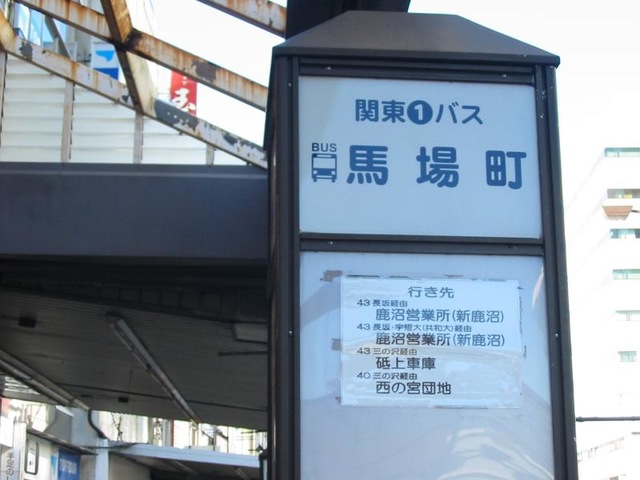 関東❶バス
BUS
馬場町
行き先
43 長坂経由
鹿沼営業所(新鹿沼)
43 長坂・宇短大(共和大)経由
鹿沼営業所(新鹿沼)
43 三の沢経由
砥上車庫
40 三の沢経由
西の宮団地